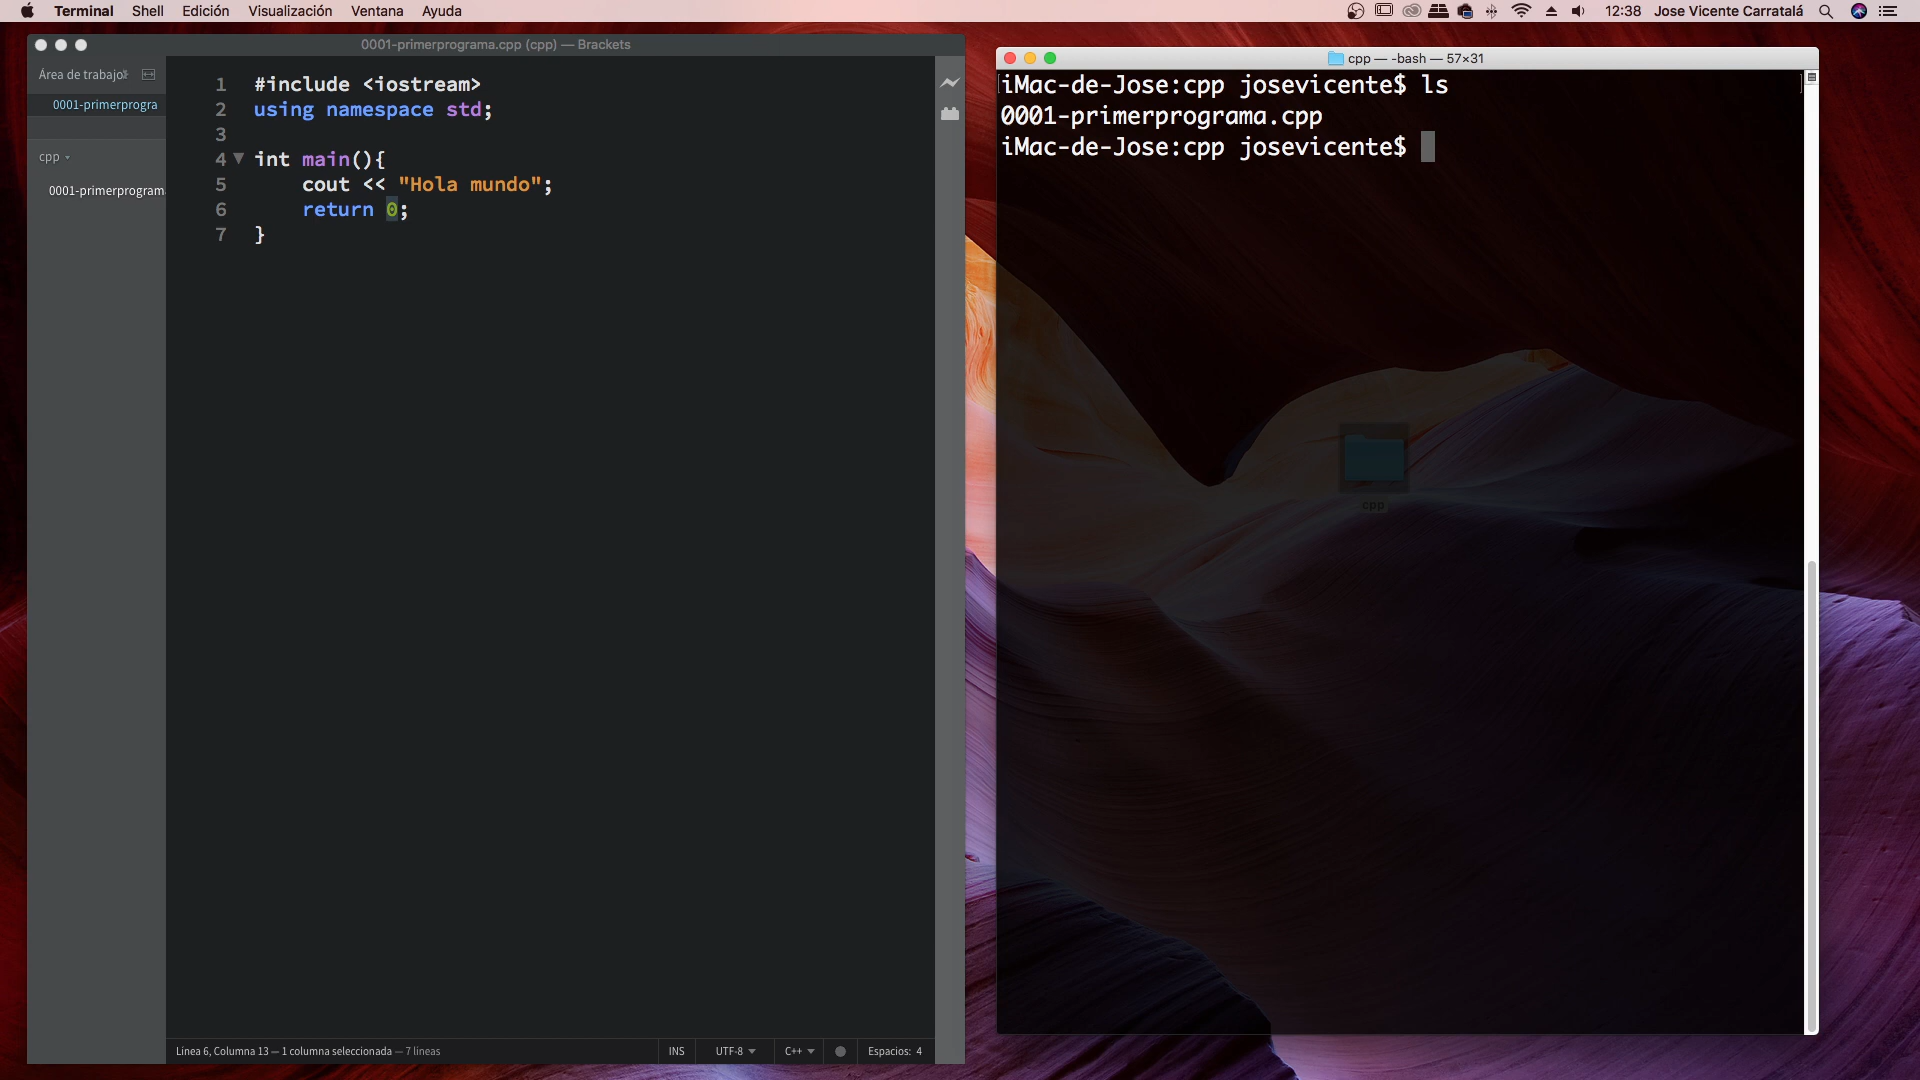 Terminal Shell Edición Visualización Ventana Ayuda 12:38 Jose Vicente Carratalá
0001-primerprograma.cpp (cpp) — Brackets
Área de trabajo
0001-primerprogra
cpp
0001-primerprograma
1 #include <iostream>
2 using namespace std;
3
4 int main(){
5 cout << "Hola mundo";
6 return 0;
7 }
Línea 6, Columna 13 — 1 columna seleccionada — 7 líneas INS UTF-8 C++ Espacios: 4
cpp — -bash — 57×31
iMac-de-Jose:cpp josevicente$ ls
0001-primerprograma.cpp
iMac-de-Jose:cpp josevicente$
cpp